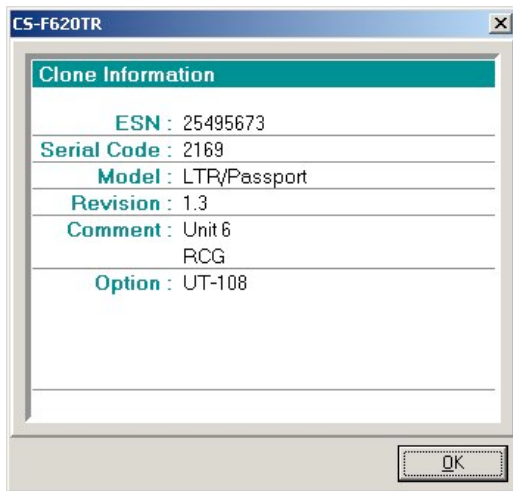 CS-F620TR
Clone Information
ESN : 25495673
Serial Code : 2169
Model : LTR/Passport
Revision : 1.3
Comment : Unit 6
RCG
Option : UT-108
OK